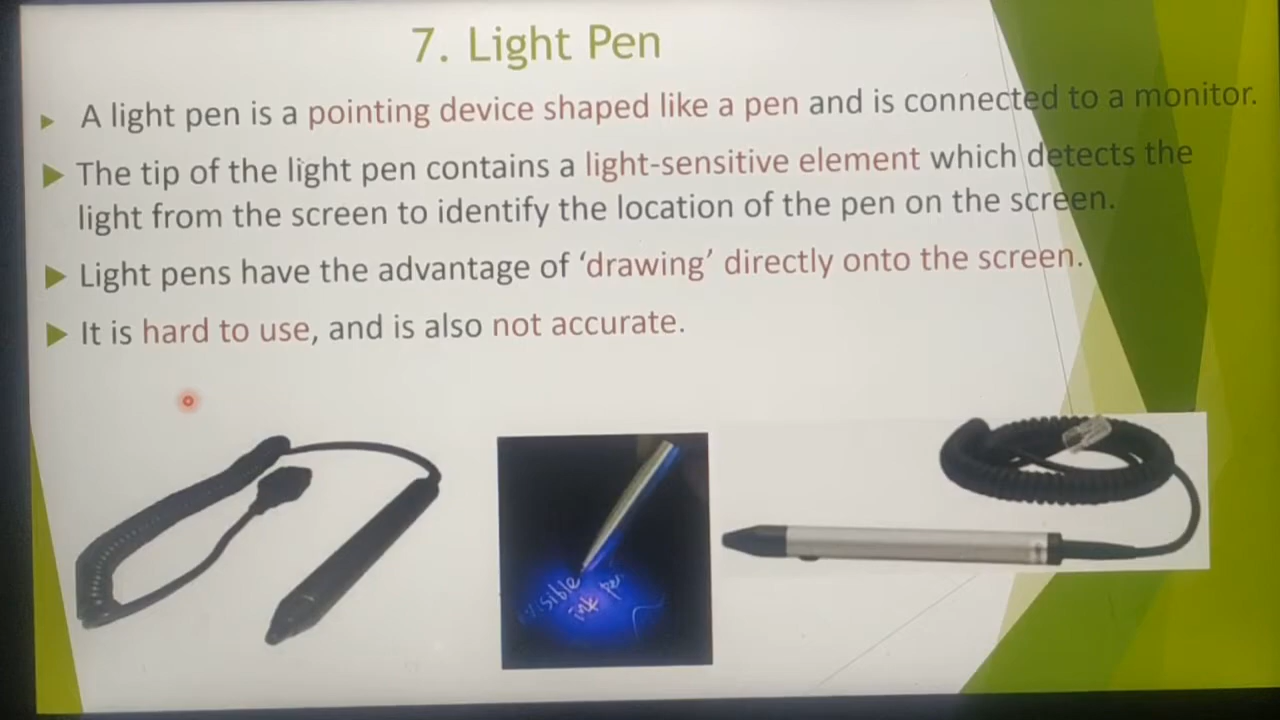 7. Light Pen
A light pen is a pointing device shaped like a pen and is connected to a monitor.
The tip of the light pen contains a light-sensitive element which detects the
light from the screen to identify the location of the pen on the screen.
Light pens have the advantage of ‘drawing’ directly onto the screen.
It is hard to use, and is also not accurate.
ink